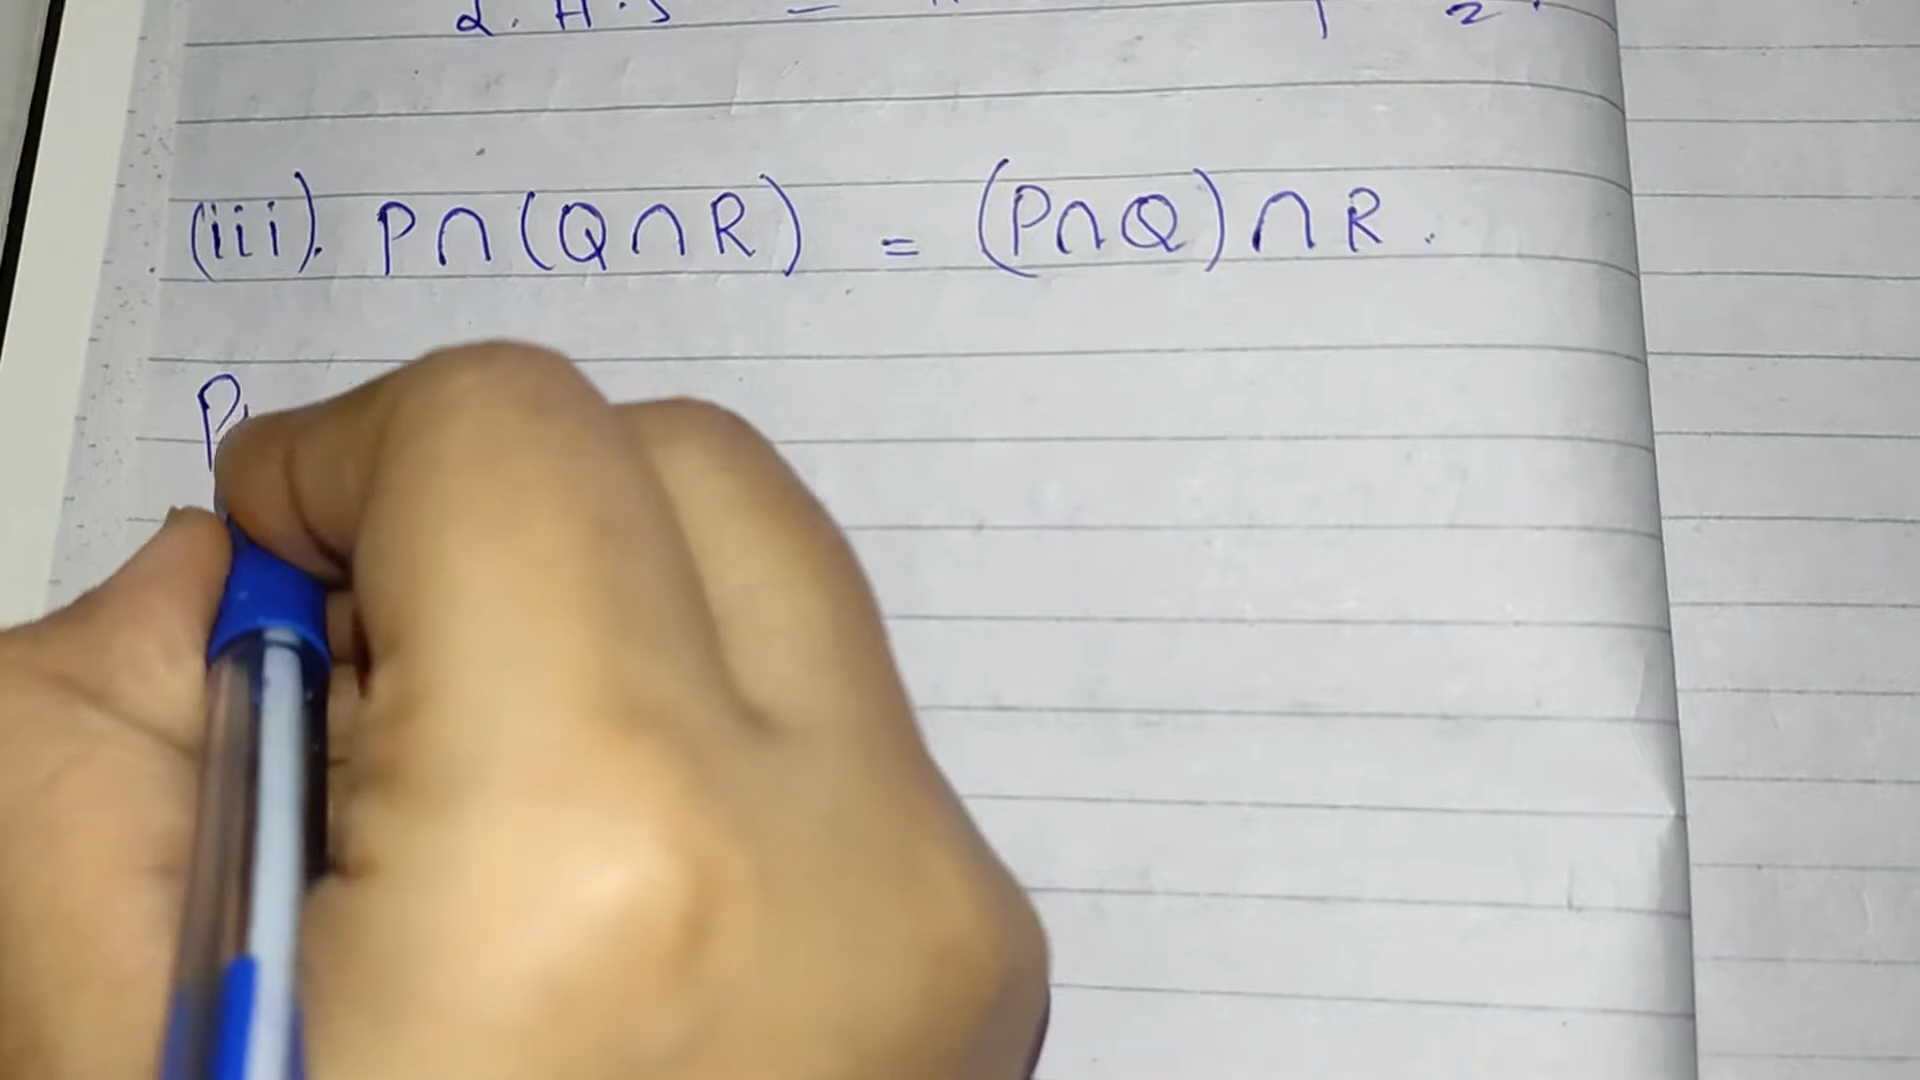 L.H.S =
(iii). P∩(Q∩R) = (P∩Q)∩R.
P